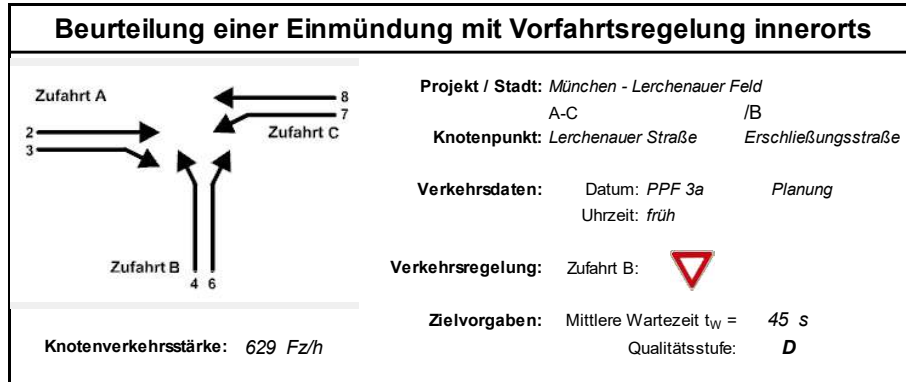 Beurteilung einer Einmündung mit Vorfahrtsregelung innerorts
Zufahrt A
8
7
Zufahrt C
2
3
Zufahrt B
4 6
Knotenverkehrsstärke: 629 Fz/h
Projekt / Stadt: München - Lerchenauer Feld
A-C /B
Knotenpunkt: Lerchenauer Straße Erschließungsstraße
Verkehrsdaten: Datum: PPF 3a Planung
Uhrzeit: früh
Verkehrsregelung: Zufahrt B:
Zielvorgaben: Mittlere Wartezeit tW = 45 s
Qualitätsstufe: D